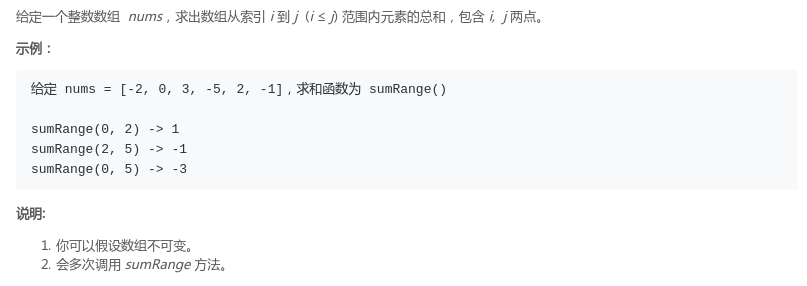 给定一个整数数组  nums，求出数组从索引 i 到 j  (i ≤ j) 范围内元素的总和，包含 i,  j 两点。
示例：
给定 nums = [-2, 0, 3, -5, 2, -1]，求和函数为 sumRange()
sumRange(0, 2) -> 1
sumRange(2, 5) -> -1
sumRange(0, 5) -> -3
说明:
1. 你可以假设数组不可变。
2. 会多次调用 sumRange 方法。